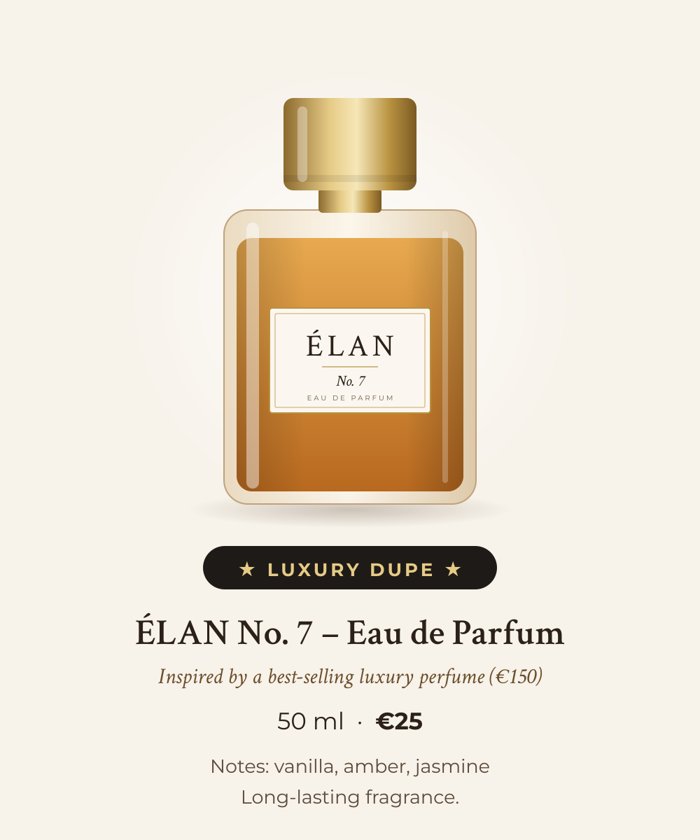 ÉLAN
No. 7
EAU DE PARFUM
★ LUXURY DUPE ★
ÉLAN No. 7 – Eau de Parfum
Inspired by a best-selling luxury perfume (€150)
50 ml · €25
Notes: vanilla, amber, jasmine
Long-lasting fragrance.